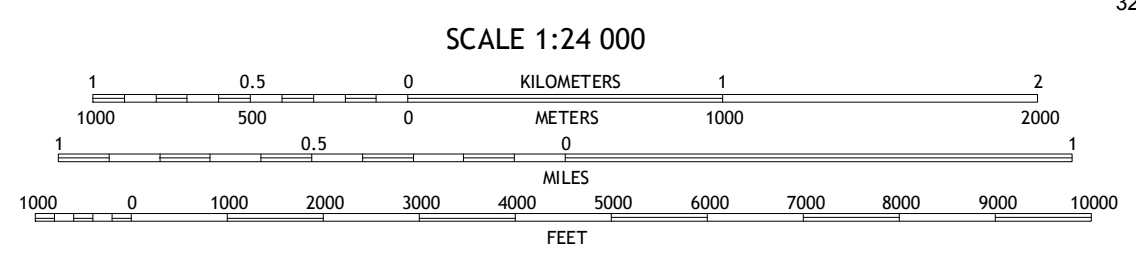 32
SCALE 1:24 000
1 0.5 0 KILOMETERS 1 2
1000 500 0 METERS 1000 2000
1 0.5 0 1
MILES
1000 0 1000 2000 3000 4000 5000 6000 7000 8000 9000 10000
FEET